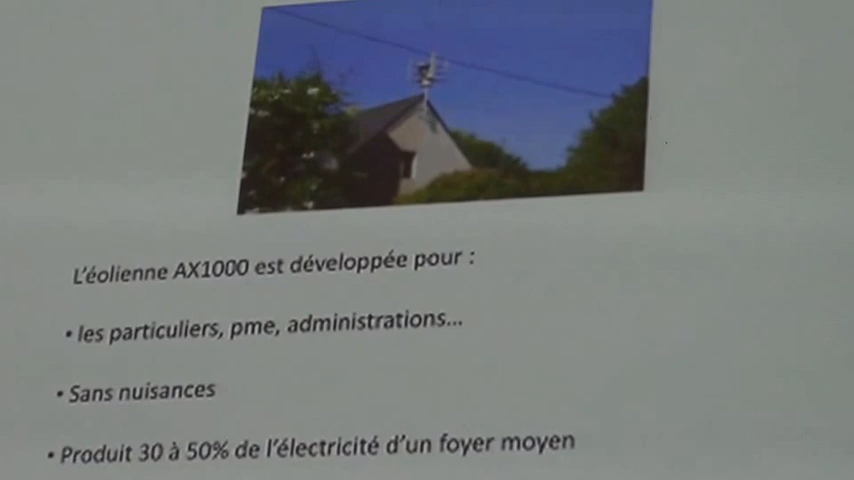 L'éolienne AX1000 est développée pour :
• les particuliers, pme, administrations...
• Sans nuisances
• Produit 30 à 50% de l'électricité d'un foyer moyen